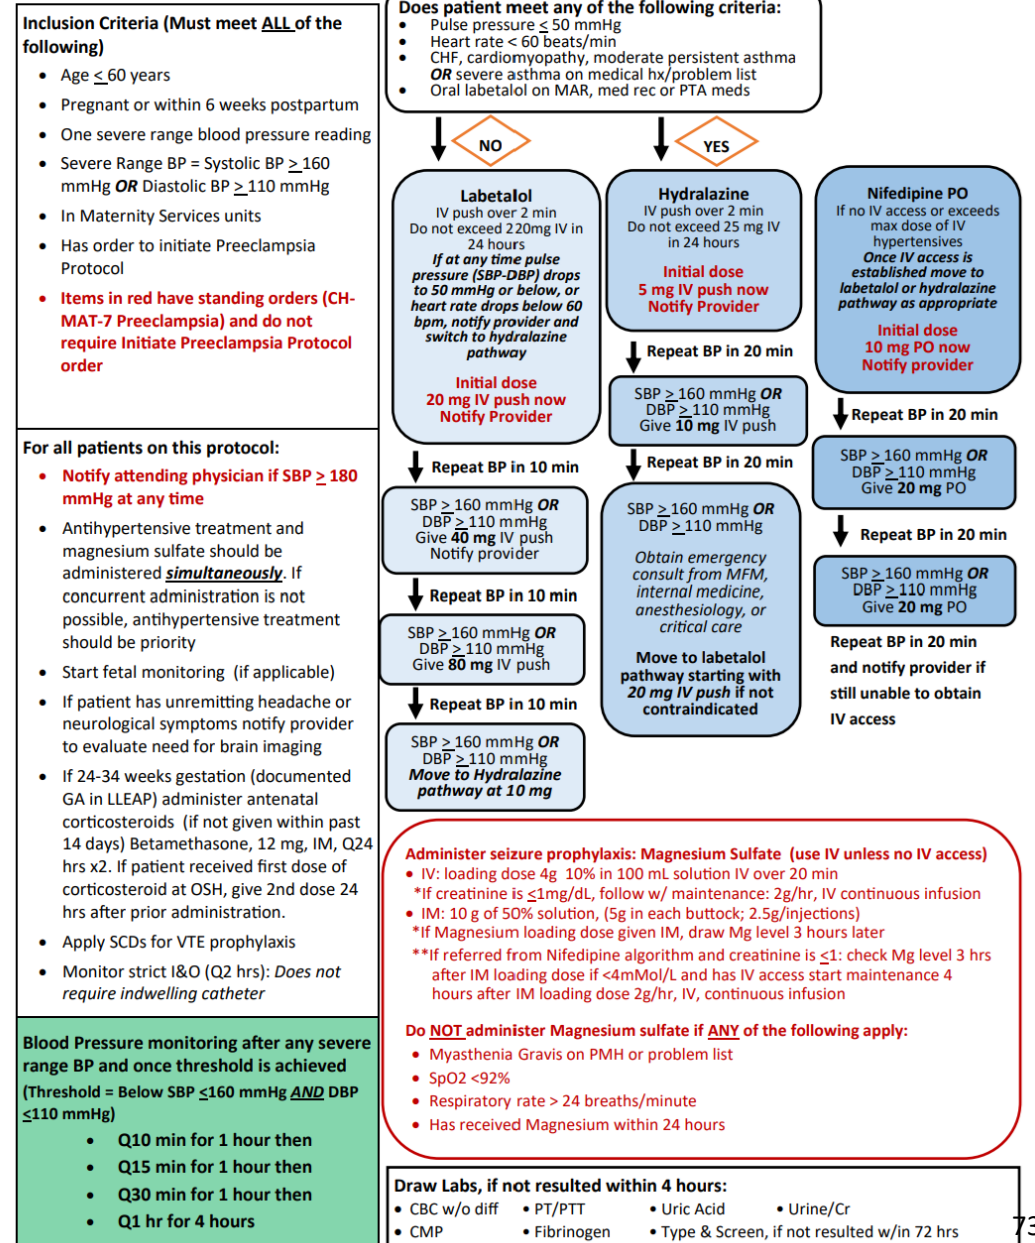 Inclusion Criteria (Must meet ALL of the
following)
• Age ≤ 60 years
• Pregnant or within 6 weeks postpartum
• One severe range blood pressure reading
• Severe Range BP = Systolic BP ≥ 160
mmHg OR Diastolic BP ≥ 110 mmHg
• In Maternity Services units
• Has order to initiate Preeclampsia
Protocol
• Items in red have standing orders (CH-
MAT-7 Preeclampsia) and do not
require Initiate Preeclampsia Protocol
order
For all patients on this protocol:
• Notify attending physician if SBP ≥ 180
mmHg at any time
• Antihypertensive treatment and
magnesium sulfate should be
administered simultaneously. If
concurrent administration is not
possible, antihypertensive treatment
should be priority
• Start fetal monitoring (if applicable)
• If patient has unremitting headache or
neurological symptoms notify provider
to evaluate need for brain imaging
• If 24-34 weeks gestation (documented
GA in LLEAP) administer antenatal
corticosteroids (if not given within past
14 days) Betamethasone, 12 mg, IM, Q24
hrs x2. If patient received first dose of
corticosteroid at OSH, give 2nd dose 24
hrs after prior administration.
• Apply SCDs for VTE prophylaxis
• Monitor strict I&O (Q2 hrs): Does not
require indwelling catheter
Blood Pressure monitoring after any severe
range BP and once threshold is achieved
(Threshold = Below SBP ≤160 mmHg AND DBP
≤110 mmHg)
• Q10 min for 1 hour then
• Q15 min for 1 hour then
• Q30 min for 1 hour then
• Q1 hr for 4 hours
Does patient meet any of the following criteria:
• Pulse pressure ≤ 50 mmHg
• Heart rate < 60 beats/min
• CHF, cardiomyopathy, moderate persistent asthma
OR severe asthma on medical hx/problem list
• Oral labetalol on MAR, med rec or PTA meds
NO
YES
Labetalol
IV push over 2 min
Do not exceed 220mg IV in
24 hours
If at any time pulse
pressure (SBP-DBP) drops
to 50 mmHg or below, or
heart rate drops below 60
bpm, notify provider and
switch to hydralazine
pathway
Initial dose
20 mg IV push now
Notify Provider
Repeat BP in 10 min
SBP ≥ 160 mmHg OR
DBP ≥ 110 mmHg
Give 40 mg IV push
Notify provider
Repeat BP in 10 min
SBP ≥ 160 mmHg OR
DBP ≥ 110 mmHg
Give 80 mg IV push
Repeat BP in 10 min
SBP ≥ 160 mmHg OR
DBP ≥ 110 mmHg
Move to Hydralazine
pathway at 10 mg
Hydralazine
IV push over 2 min
Do not exceed 25 mg IV
in 24 hours
Initial dose
5 mg IV push now
Notify Provider
Repeat BP in 20 min
SBP ≥ 160 mmHg OR
DBP ≥ 110 mmHg
Give 10 mg IV push
Repeat BP in 20 min
SBP ≥ 160 mmHg OR
DBP ≥ 110 mmHg
Obtain emergency
consult from MFM,
internal medicine,
anesthesiology, or
critical care
Move to labetalol
pathway starting with
20 mg IV push if not
contraindicated
Nifedipine PO
If no IV access or exceeds
max dose of IV
hypertensives
Once IV access is
established move to
labetalol or hydralazine
pathway as appropriate
Initial dose
10 mg PO now
Notify provider
Repeat BP in 20 min
SBP ≥ 160 mmHg OR
DBP ≥ 110 mmHg
Give 20 mg PO
Repeat BP in 20 min
SBP ≥ 160 mmHg OR
DBP ≥ 110 mmHg
Give 20 mg PO
Repeat BP in 20 min
and notify provider if
still unable to obtain
IV access
Administer seizure prophylaxis: Magnesium Sulfate (use IV unless no IV access)
• IV: loading dose 4g 10% in 100 mL solution IV over 20 min
*If creatinine is ≤1mg/dL, follow w/ maintenance: 2g/hr, IV continuous infusion
• IM: 10 g of 50% solution, (5g in each buttock; 2.5g/injections)
*If Magnesium loading dose given IM, draw Mg level 3 hours later
**If referred from Nifedipine algorithm and creatinine is ≤1: check Mg level 3 hrs
after IM loading dose if <4mMol/L and has IV access start maintenance 4
hours after IM loading dose 2g/hr, IV, continuous infusion
Do NOT administer Magnesium sulfate if ANY of the following apply:
• Myasthenia Gravis on PMH or problem list
• SpO2 <92%
• Respiratory rate > 24 breaths/minute
• Has received Magnesium within 24 hours
Draw Labs, if not resulted within 4 hours:
• CBC w/o diff • PT/PTT • Uric Acid • Urine/Cr
• CMP • Fibrinogen • Type & Screen, if not resulted w/in 72 hrs